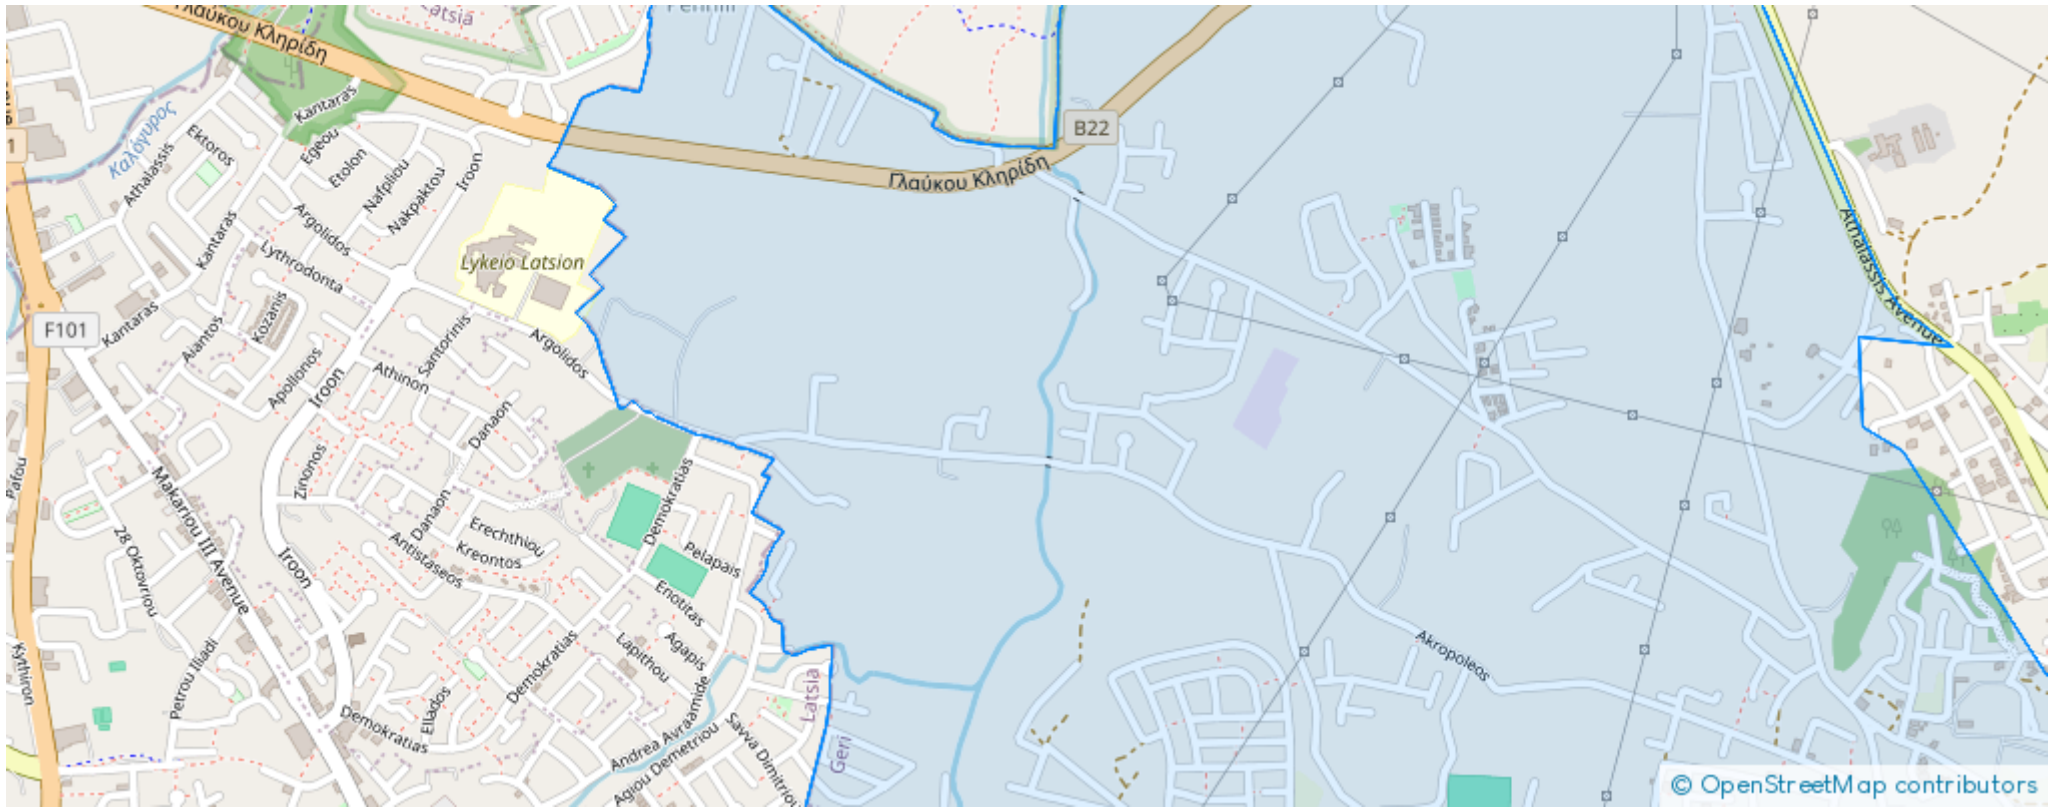 Latsia
Γλαύκου Κληρίδη
Kantaras
Καλόγυρος
Ektoros
Egeou
Athalassis
Etolon
Nafpliou
Iroon
Nakpaktou
Argolidos
Kantaras
Lythrodonta
Lykeio Latsion
B22
Γλαύκου Κληρίδη
Athalassis Avenue
1
F101
Kantaras
Aiantos
Kozanis
Santorinis
Argolidos
Apollonos
Iroon
Athinon
Danaon
Zinonos
Pafou
Makariou III Avenue
Danaon
Erechthiou
Kreontos
Antistaseos
Demokratias
Pelapais
Enotitas
28 Oktovriou
Iroon
Kythiron
Petrou Iliadi
Demokratias
Ellados
Demokratias
Lapithou
Agapis
Andrea Avraamide
Agiou Demetriou
Savva Dimitriou
Latsia
Geri
Akropoleos
© OpenStreetMap contributors